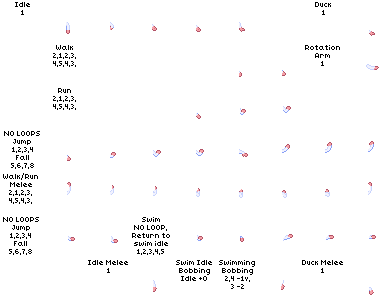 Idle
1
Duck
1
Walk
2,1,2,3,
4,5,4,3,
Rotation
Arm
1
Run
2,1,2,3,
4,5,4,3,
NO LOOPS
Jump
1,2,3,4
Fall
5,6,7,8
Walk/Run
Melee
2,1,2,3,
4,5,4,3,
NO LOOPS
Jump
1,2,3,4
Fall
5,6,7,8
Swim
NO LOOP,
Return to
swim idle
1,2,3,4,5
Idle Melee
1
Swim Idle
Bobbing
Idle +0
Swimming
Bobbing
2,4 -1v,
3 -2
Duck Melee
1